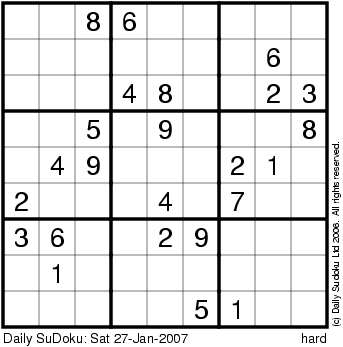 8 6
6
4 8 2 3
5 9 8
4 9 2 1
2 4 7
3 6 2 9
1
5 1
Daily SuDoku: Sat 27-Jan-2007 hard
(c) Daily Sudoku Ltd 2006. All rights reserved.